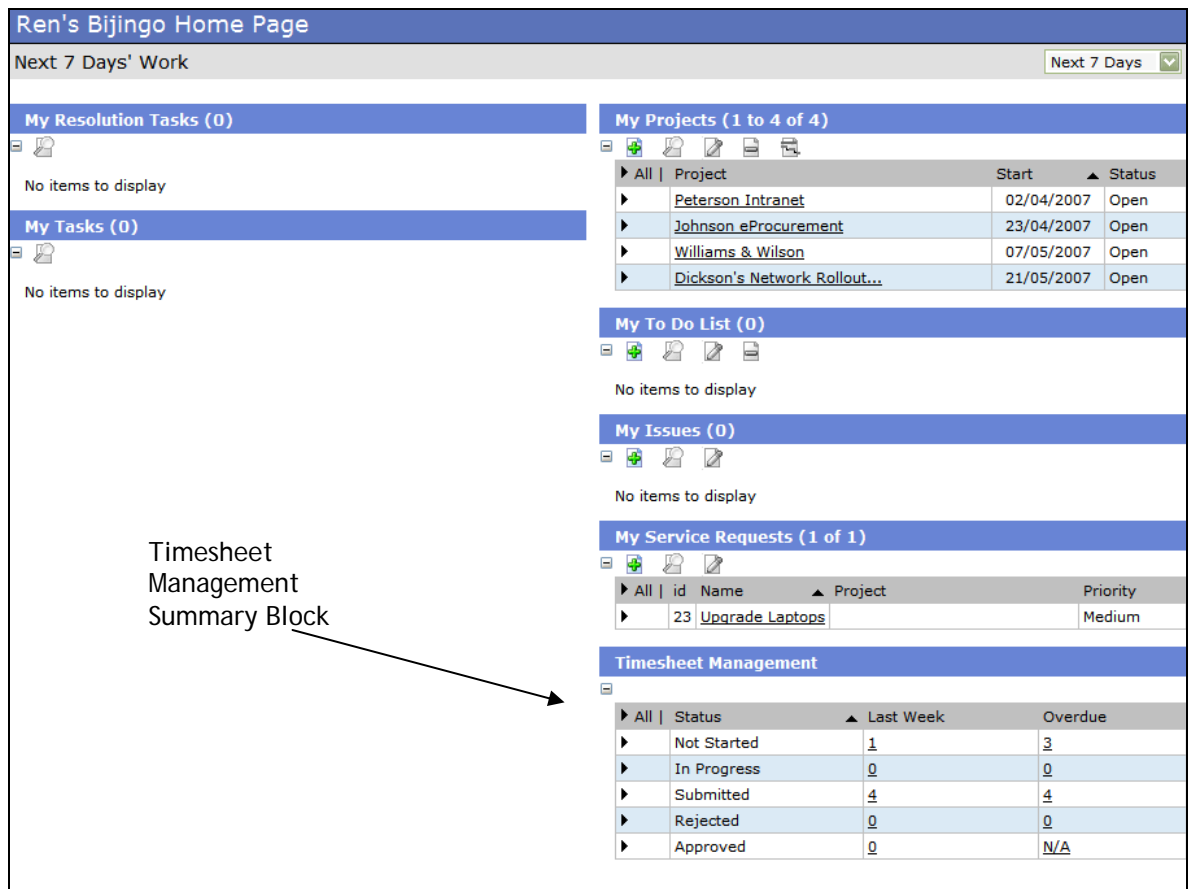 Ren's Bijingo Home Page
Next 7 Days' Work
Next 7 Days
My Resolution Tasks (0)
No items to display
My Tasks (0)
No items to display
My Projects (1 to 4 of 4)
All | Project Start Status
Peterson Intranet 02/04/2007 Open
Johnson eProcurement 23/04/2007 Open
Williams & Wilson 07/05/2007 Open
Dickson's Network Rollout... 21/05/2007 Open
My To Do List (0)
No items to display
My Issues (0)
No items to display
My Service Requests (1 of 1)
All | id Name Project Priority
23 Upgrade Laptops Medium
Timesheet
Management
Summary Block
Timesheet Management
All | Status Last Week Overdue
Not Started 1 3
In Progress 0 0
Submitted 4 4
Rejected 0 0
Approved 0 N/A